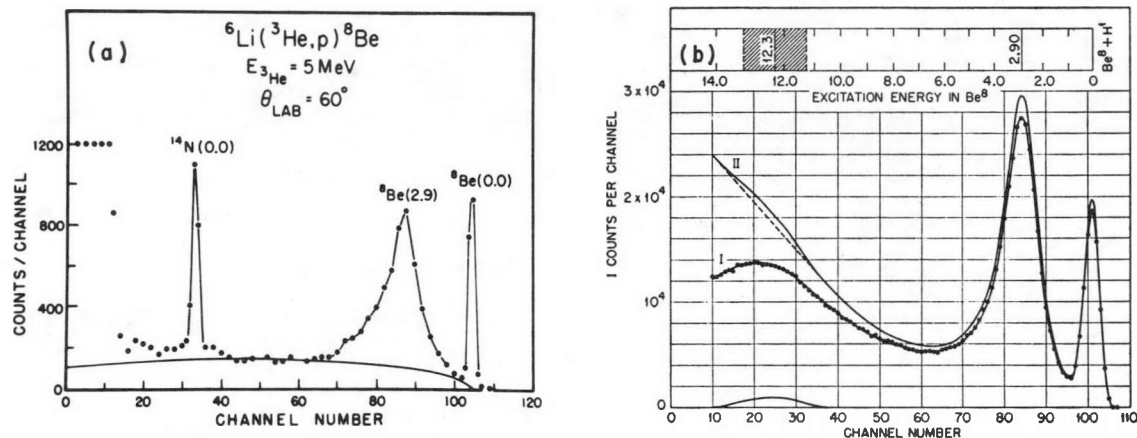 (a)
⁶Li(³He,p)⁸Be
E₃He = 5 MeV
θLAB = 60°
1200
800
400
0
¹⁴N(0.0)
⁸Be(2.9)
⁸Be(0.0)
COUNTS/CHANNEL
0 20 40 60 80 100 120
CHANNEL NUMBER
(b)
12.3
2.90
Be⁸+H¹
14.0 12.0 10.0 8.0 6.0 4.0 2.0 0
EXCITATION ENERGY IN Be⁸
3 x 10⁴
2 x 10⁴
10⁴
0
II
I
I COUNTS PER CHANNEL
0 10 20 30 40 50 60 70 80 90 100 110
CHANNEL NUMBER